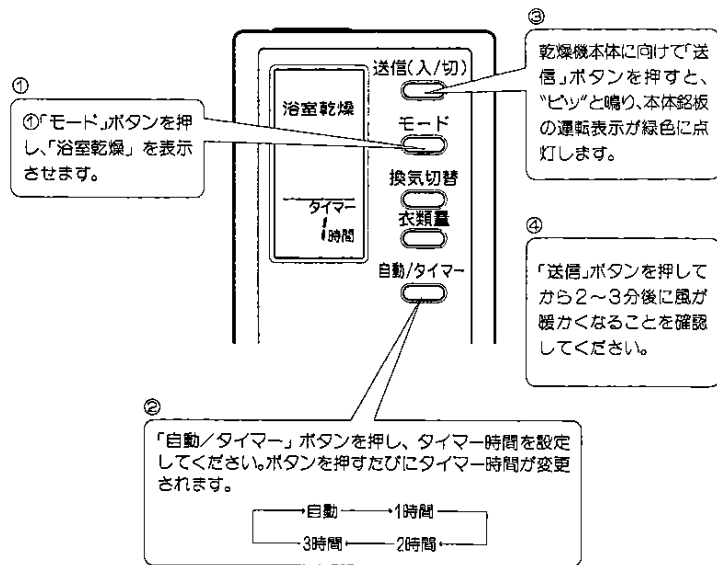 ①
①「モード」ボタンを押
し、「浴室乾燥」を表示
させます。
浴室乾燥
タイマー
1時間
送信(入/切)
モード
換気切替
衣類量
自動/タイマー
②
「自動/タイマー」ボタンを押し、タイマー時間を設定
してください。ボタンを押すたびにタイマー時間が変更
されます。
自動 1時間
3時間 2時間
③
乾燥機本体に向けて「送
信」ボタンを押すと、
"ピッ"と鳴り、本体銘板
の運転表示が緑色に点
灯します。
④
「送信」ボタンを押して
から2~3分後に風が
暖かくなることを確認
してください。